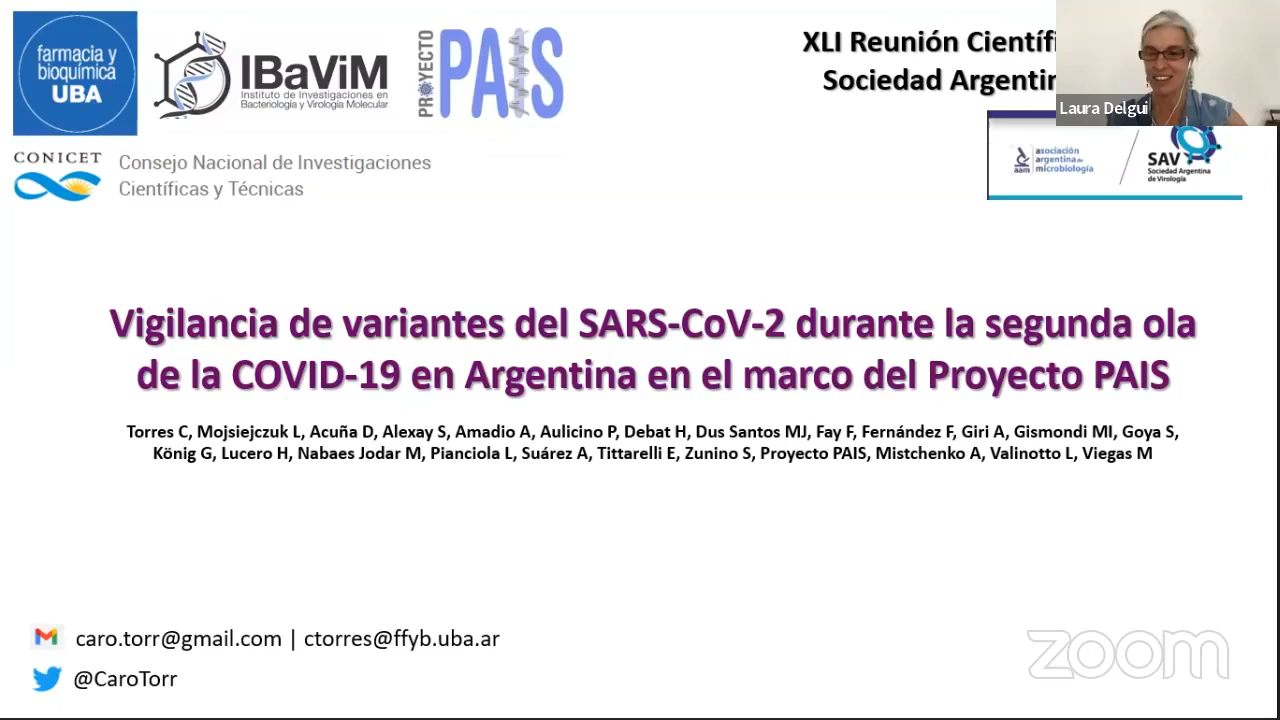 farmacia y
bioquímica
UBA
IBaViM
Instituto de Investigaciones en
Bacteriología y Virología Molecular
PROYECTO
PAIS
XLI Reunión Científi
Sociedad Argentin
Laura Delgui
CONICET
Consejo Nacional de Investigaciones
Científicas y Técnicas
aam
asociación
argentina de
microbiología
SAV
Sociedad Argentina
de Virología
Vigilancia de variantes del SARS-CoV-2 durante la segunda ola
de la COVID-19 en Argentina en el marco del Proyecto PAIS
Torres C, Mojsiejczuk L, Acuña D, Alexay S, Amadio A, Aulicino P, Debat H, Dus Santos MJ, Fay F, Fernández F, Giri A, Gismondi MI, Goya S,
König G, Lucero H, Nabaes Jodar M, Pianciola L, Suárez A, Tittarelli E, Zunino S, Proyecto PAIS, Mistchenko A, Valinotto L, Viegas M
caro.torr@gmail.com | ctorres@ffyb.uba.ar
@CaroTorr
zoom